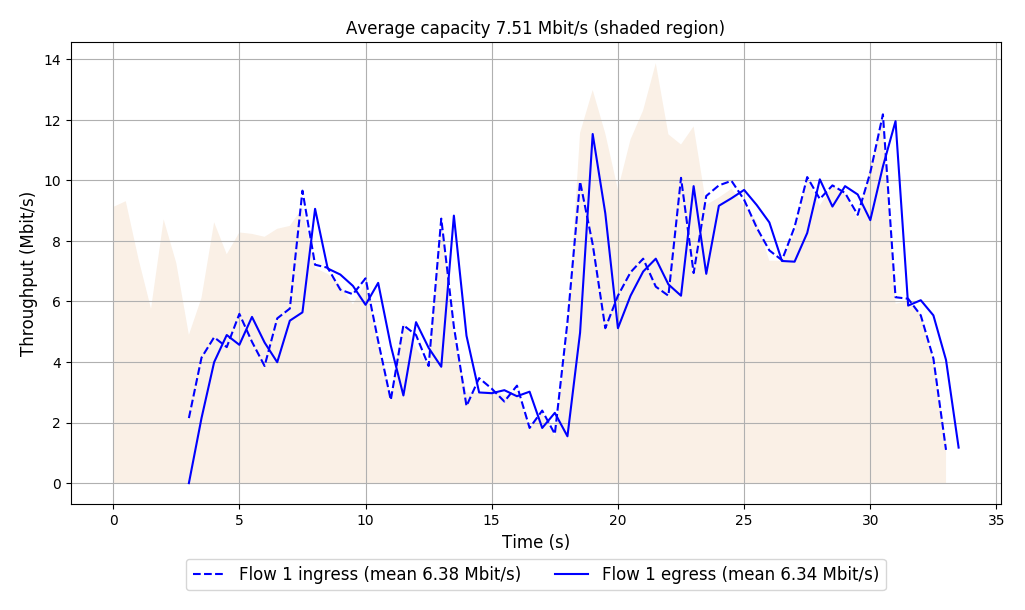 Average capacity 7.51 Mbit/s (shaded region)
Throughput (Mbit/s)
14
12
10
8
6
4
2
0
0 5 10 15 20 25 30 35
Time (s)
Flow 1 ingress (mean 6.38 Mbit/s) Flow 1 egress (mean 6.34 Mbit/s)